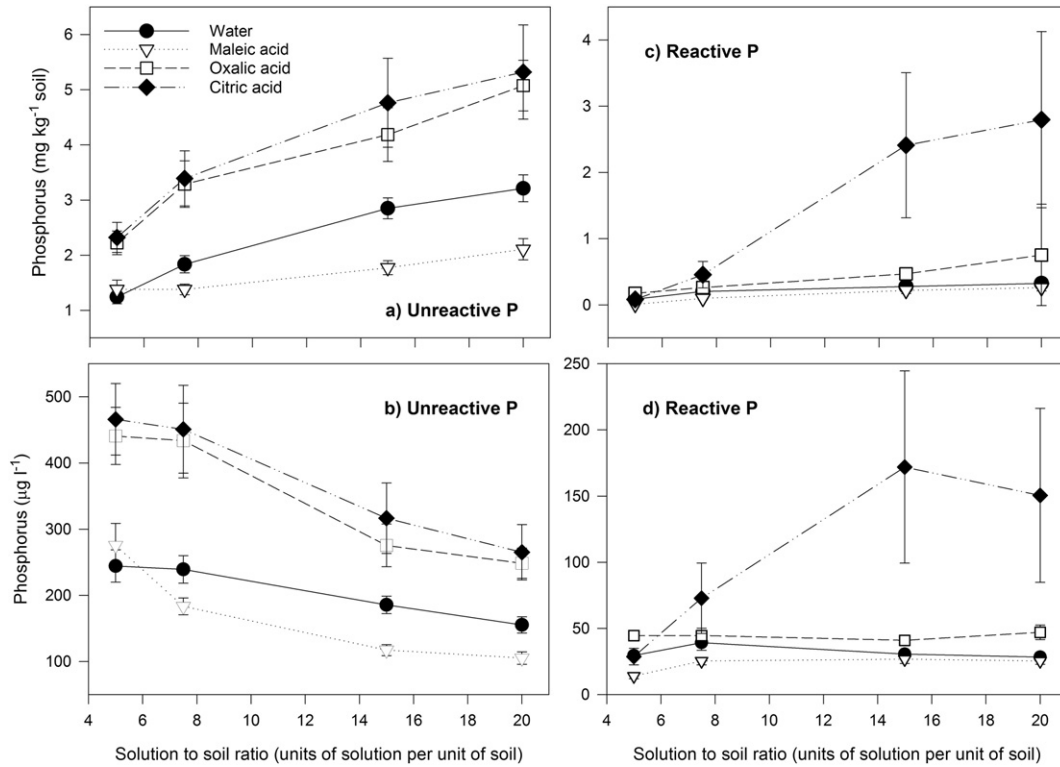 Water
Maleic acid
Oxalic acid
Citric acid
Phosphorus (mg kg⁻¹ soil)
6
5
4
3
2
1
a) Unreactive P
c) Reactive P
4
3
2
1
0
b) Unreactive P
Phosphorus (µg l⁻¹)
500
400
300
200
100
4 6 8 10 12 14 16 18 20
Solution to soil ratio (units of solution per unit of soil)
d) Reactive P
250
200
150
100
50
0
4 6 8 10 12 14 16 18 20
Solution to soil ratio (units of solution per unit of soil)